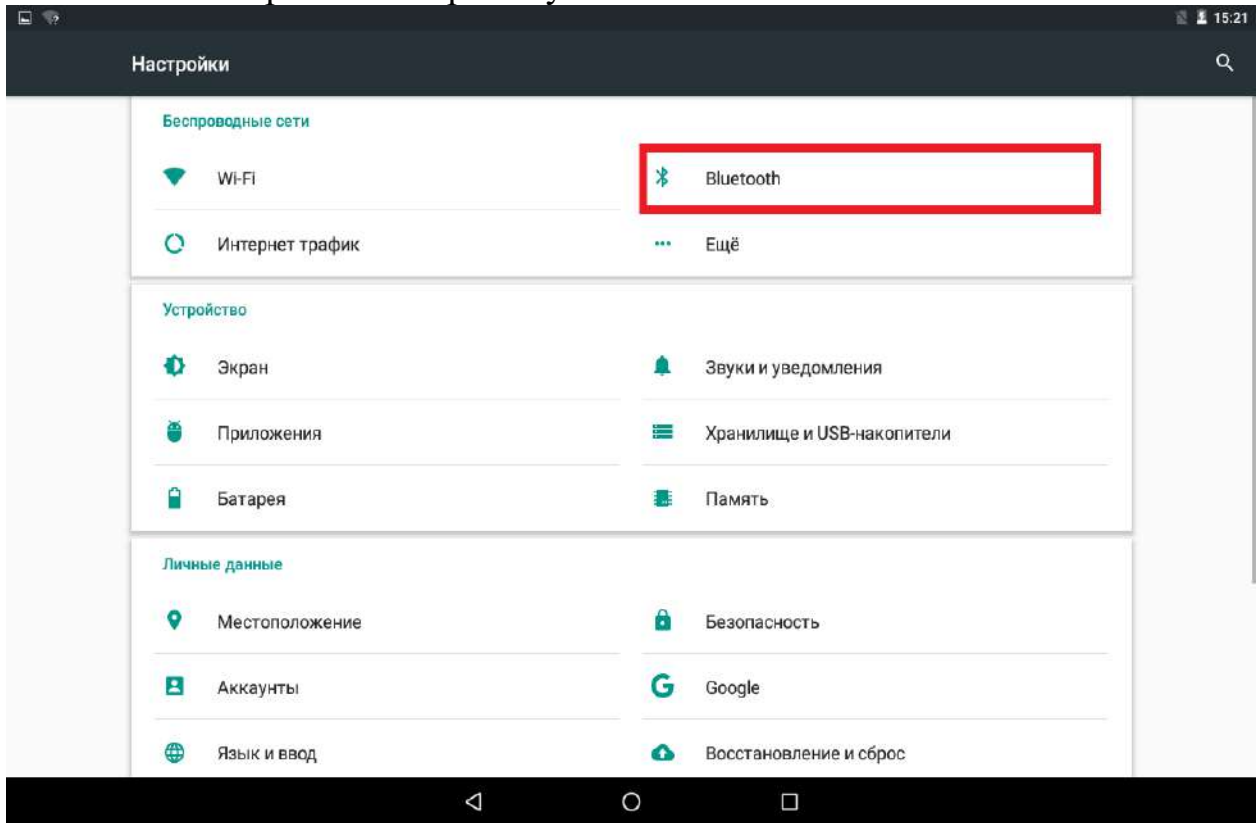 15:21
Настройки
Беспроводные сети
Wi-Fi
Bluetooth
Интернет трафик
Ещё
Устройство
Экран
Звуки и уведомления
Приложения
Хранилище и USB-накопители
Батарея
Память
Личные данные
Местоположение
Безопасность
Аккаунты
Google
Язык и ввод
Восстановление и сброс